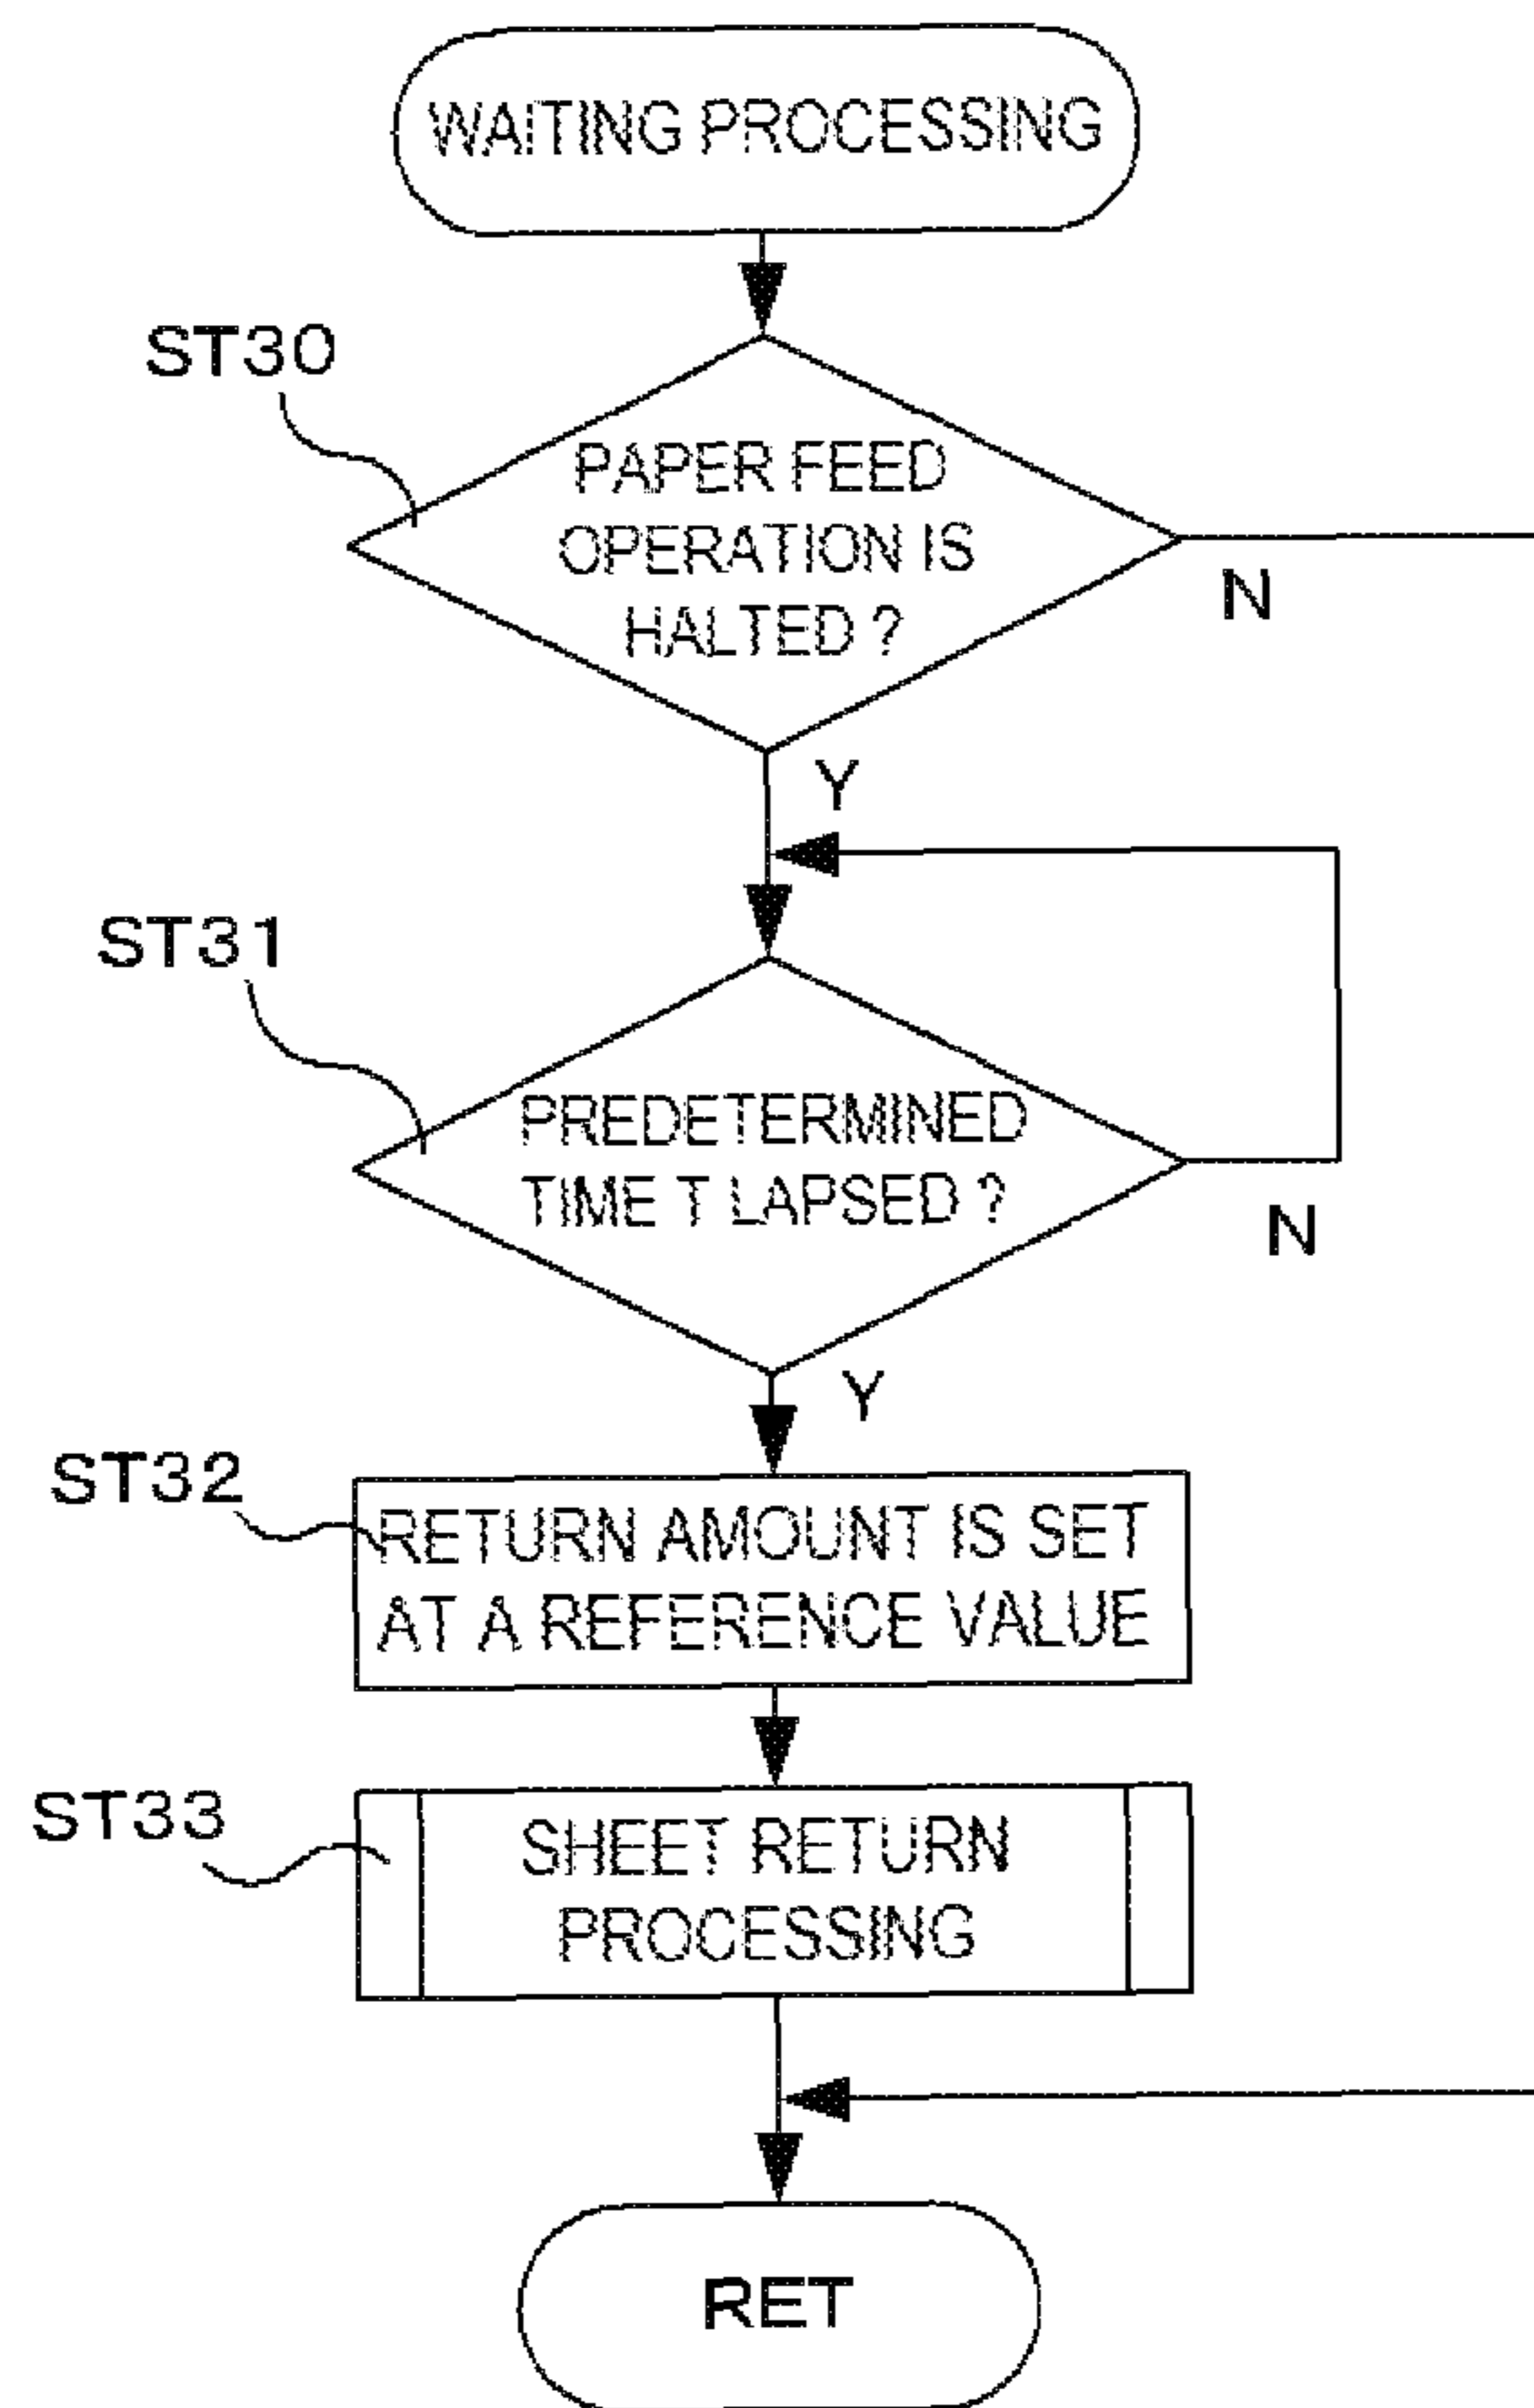 WAITING PROCESSING
ST30
PAPER FEED
OPERATION IS
HALTED ?
N
Y
ST31
PREDETERMINED
TIME T LAPSED ?
N
Y
ST32
RETURN AMOUNT IS SET
AT A REFERENCE VALUE
ST33
SHEET RETURN
PROCESSING
RET